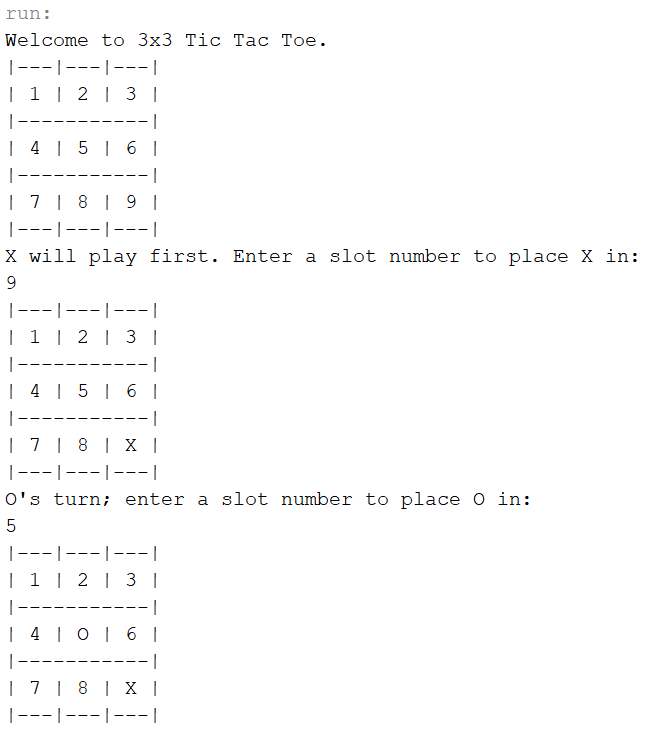 run:
Welcome to 3x3 Tic Tac Toe.
|---|---|---|
| 1 | 2 | 3 |
|-----------|
| 4 | 5 | 6 |
|-----------|
| 7 | 8 | 9 |
|---|---|---|
X will play first. Enter a slot number to place X in:
9
|---|---|---|
| 1 | 2 | 3 |
|-----------|
| 4 | 5 | 6 |
|-----------|
| 7 | 8 | X |
|---|---|---|
O's turn; enter a slot number to place O in:
5
|---|---|---|
| 1 | 2 | 3 |
|-----------|
| 4 | O | 6 |
|-----------|
| 7 | 8 | X |
|---|---|---|